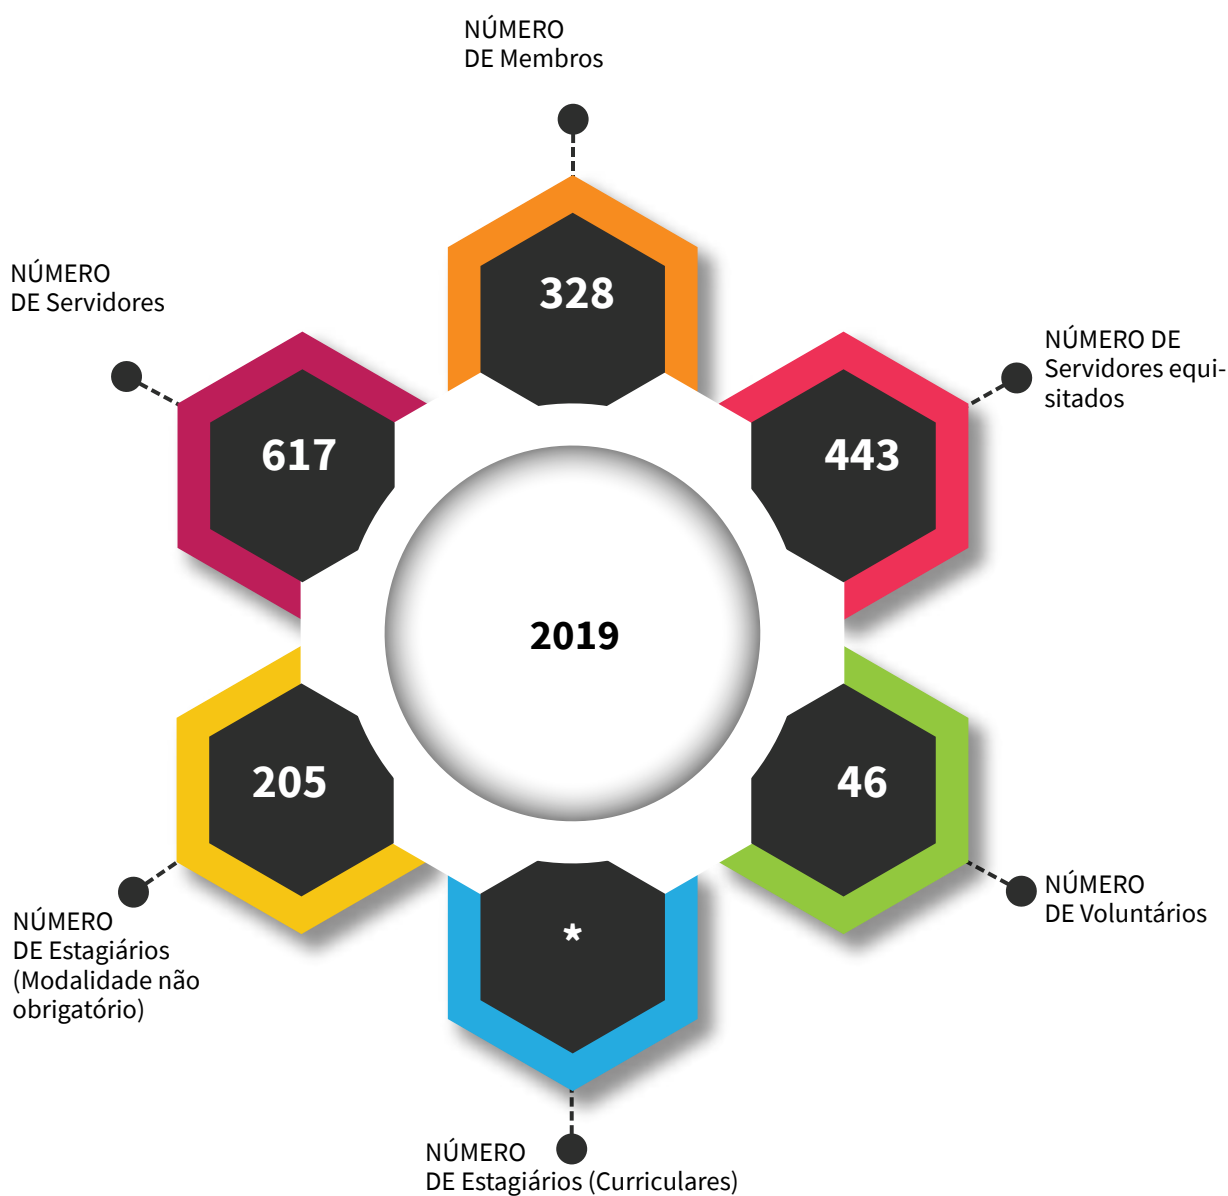 NÚMERO
DE Membros
328
NÚMERO
DE Servidores
617
NÚMERO DE
Servidores equi-
sitados
443
2019
205
NÚMERO
DE Estagiários
(Modalidade não
obrigatório)
46
NÚMERO
DE Voluntários
*
NÚMERO
DE Estagiários (Curriculares)